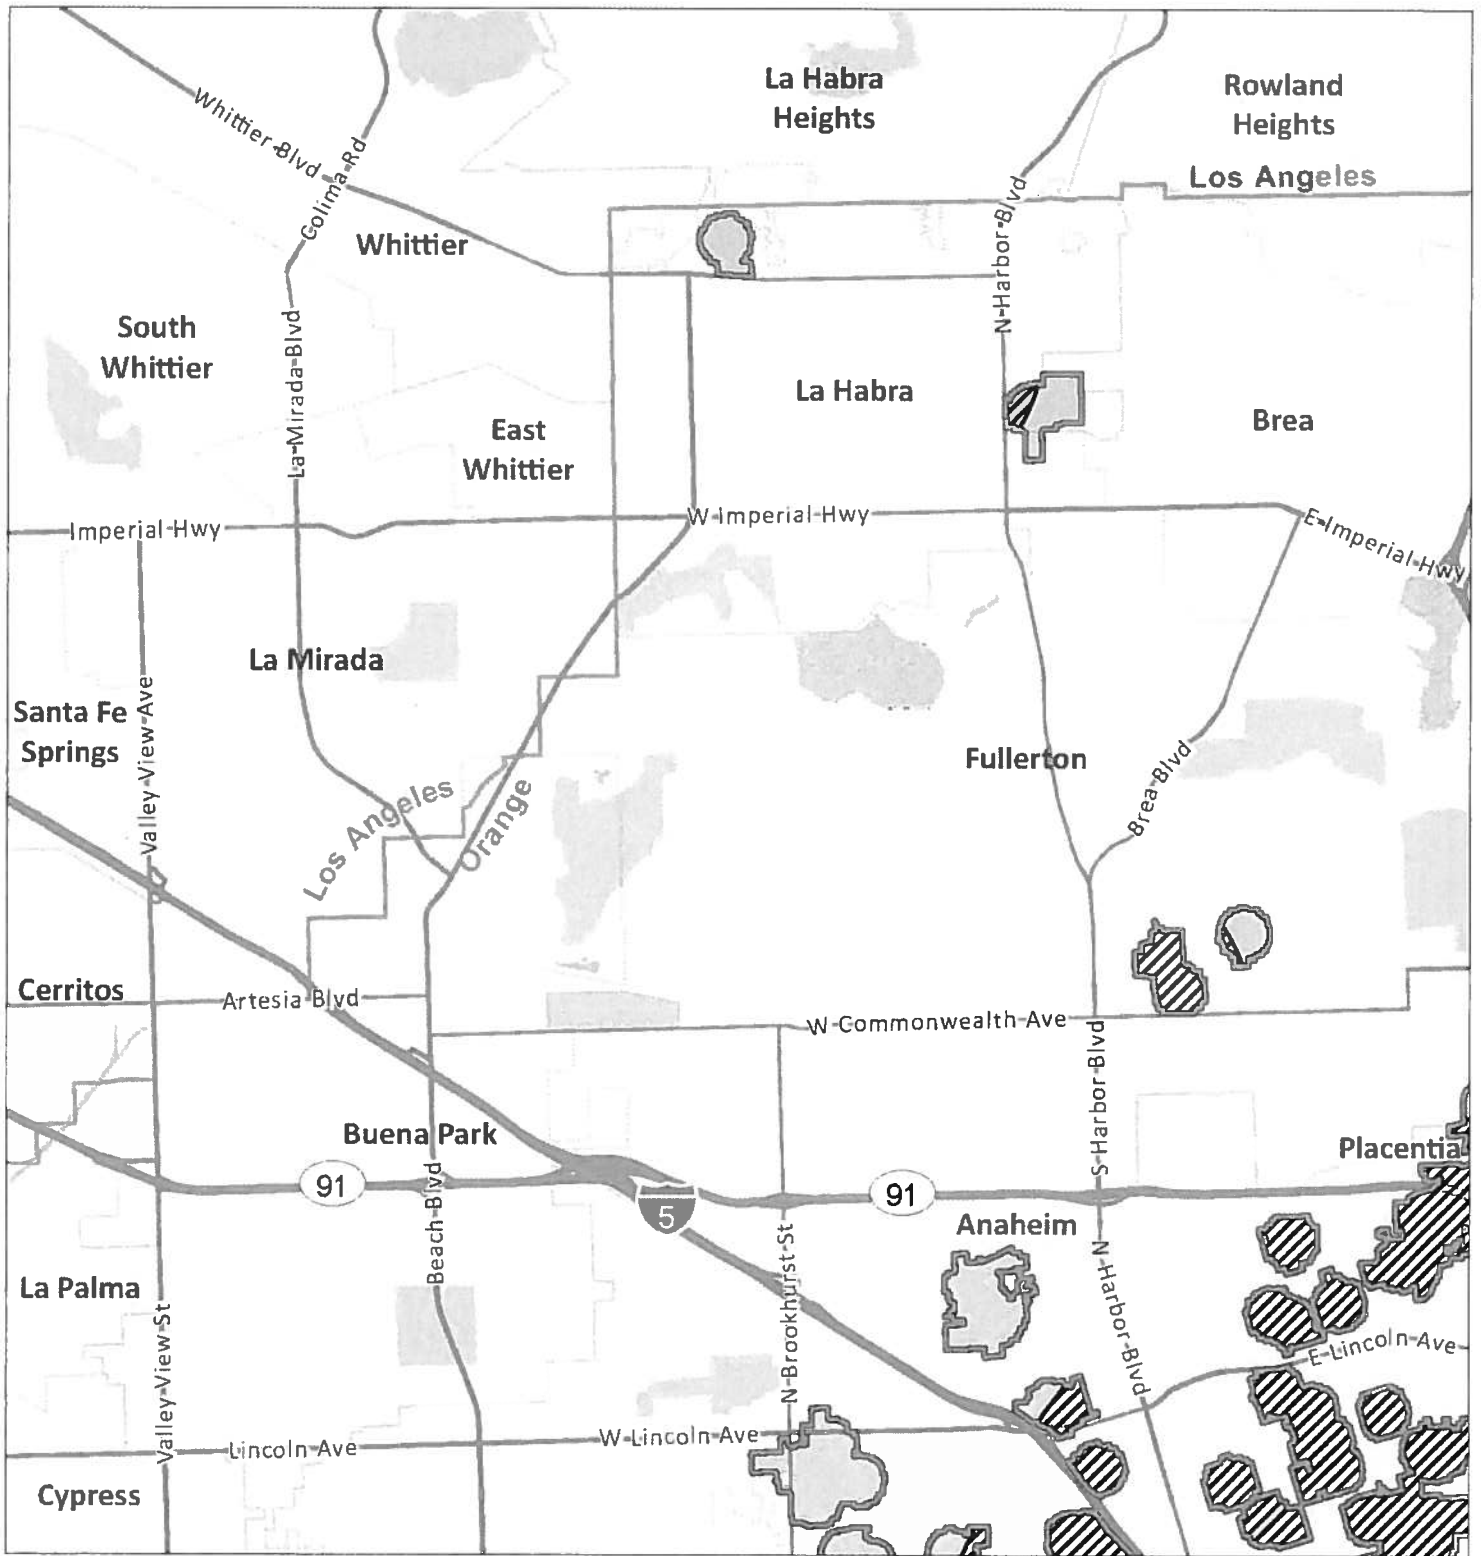 La Habra
Heights
Rowland
Heights
Los Angeles
Whittier Blvd
Colima Rd
N Harbor Blvd
Whittier
South
Whittier
La Mirada Blvd
La Habra
Brea
East
Whittier
Imperial Hwy
W Imperial Hwy
E Imperial Hwy
La Mirada
Santa Fe
Springs
Valley View Ave
Fullerton
Brea Blvd
Los Angeles
Orange
Cerritos
Artesia Blvd
W Commonwealth Ave
S Harbor Blvd
Buena Park
Placentia
91
5
91
Beach Blvd
Anaheim
N Brookhurst St
N Harbor Blvd
La Palma
Valley View St
E Lincoln Ave
Lincoln Ave
W Lincoln Ave
Cypress